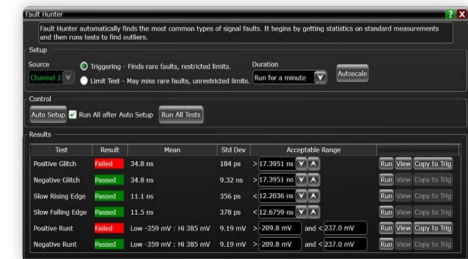 Fault Hunter ? X
Fault Hunter automatically finds the most common types of signal faults. It begins by getting statistics on standard measurements
and then runs tests to find outliers.
Setup
Source
Channel 2
Triggering - Finds rare faults, restricted limits.
Limit Test - May miss rare faults, unrestricted limits.
Duration
Run for a minute
Autoscale
Control
Auto Setup Run All after Auto Setup Run All Tests
Results
Test Result Mean Std Dev Acceptable Range
Positive Glitch Failed 34.8 ns 184 ps > 17.3951 ns Run View Copy to Trig
Negative Glitch Passed 34.8 ns 9.32 ns > 17.3951 ns Run View Copy to Trig
Slow Rising Edge Passed 11.1 ns 356 ps < 12.2036 ns Run View Copy to Trig
Slow Falling Edge Passed 11.5 ns 378 ps < 12.6759 ns Run View Copy to Trig
Positive Runt Failed Low -359 mV : Hi 385 mV 9.19 mV > -209.8 mV and < 237.0 mV Run View Copy to Trig
Negative Runt Passed Low -359 mV : Hi 385 mV 9.19 mV > -209.8 mV and < 237.0 mV Run View Copy to Trig